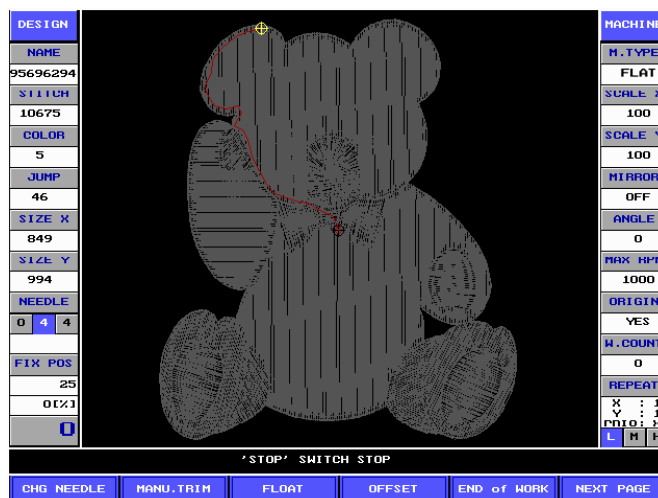 DESIGN
NAME
95696294
STITCH
10675
COLOR
5
JUMP
46
SIZE X
849
SIZE Y
994
NEEDLE
0 4 4
FIX POS
25
0[%]
0
MACHINE
M.TYPE
FLAT
SCALE X
100
SCALE Y
100
MIRROR
OFF
ANGLE
0
MAX RPM
1000
ORIGIN
YES
W.COUNT
0
REPEAT
X : 1
Y : 1
L M
'STOP' SWITCH STOP
CHG NEEDLE MANU.TRIM FLOAT OFFSET END of WORK NEXT PAGE